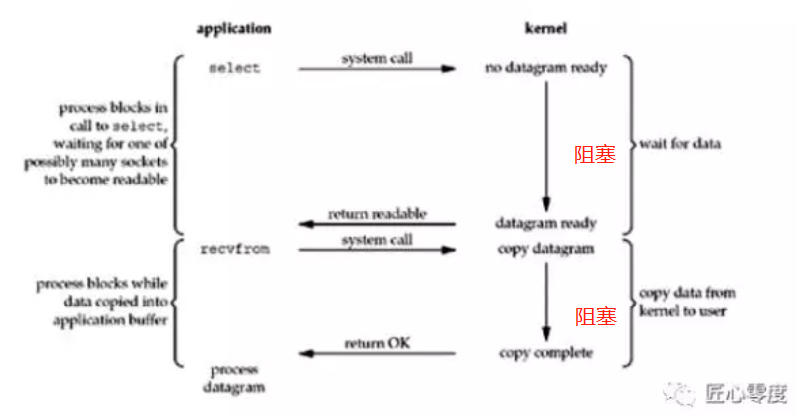 application
kernel
select
system call
no datagram ready
process blocks in
call to select,
waiting for one of
possibly many sockets
to become readable
阻塞
wait for data
return readable
datagram ready
recvfrom
system call
copy datagram
process blocks while
data copied into
application buffer
阻塞
copy data from
kernel to user
return OK
copy complete
process
datagram
匠心零度